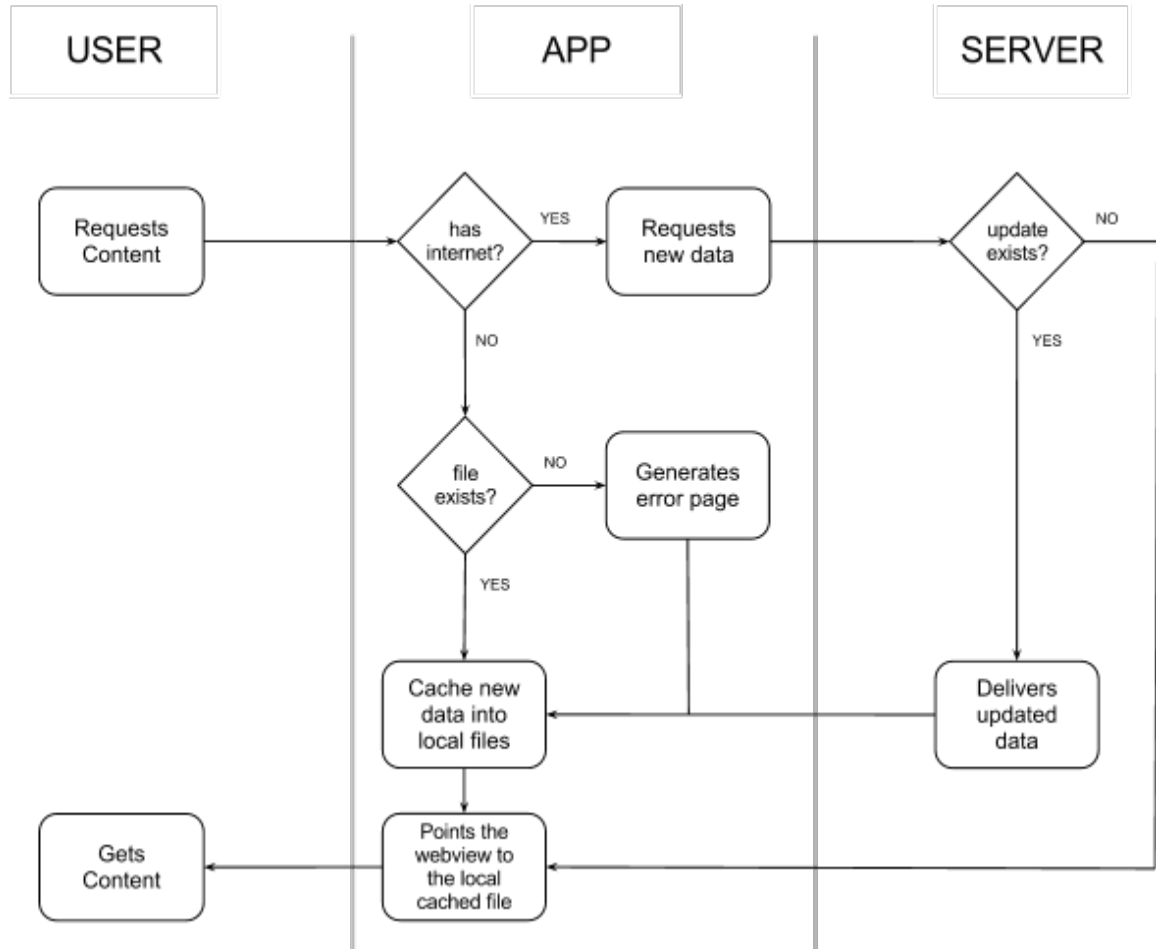 USER
APP
SERVER
Requests
Content
has
internet?
YES
Requests
new data
update
exists?
NO
NO
YES
file
exists?
NO
Generates
error page
YES
Cache new
data into
local files
Delivers
updated
data
Gets
Content
Points the
webview to
the local
cached file